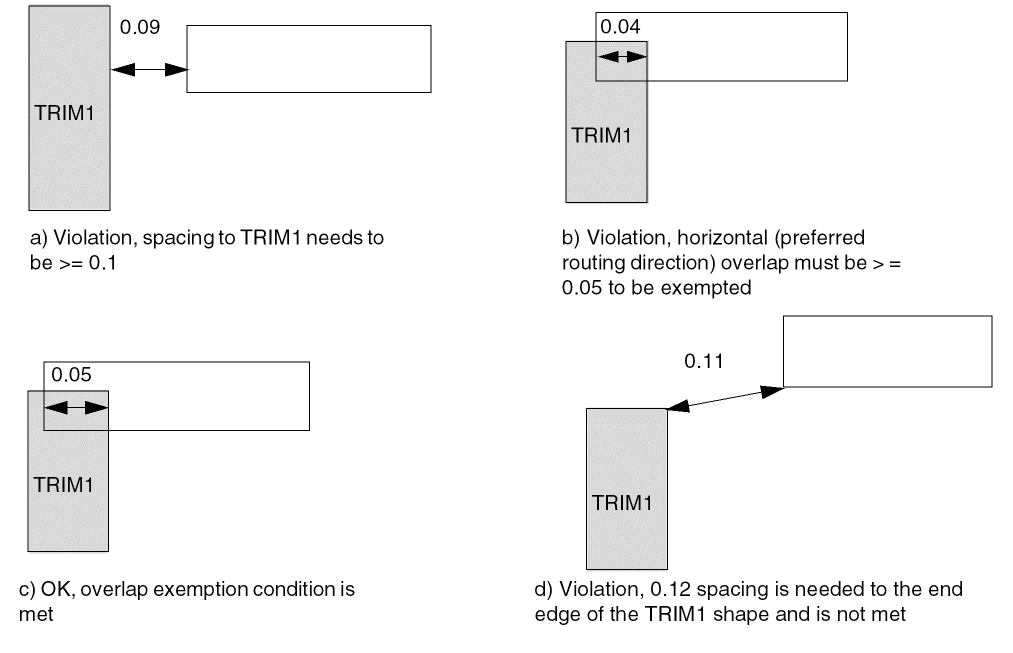 0.09
TRIM1
a) Violation, spacing to TRIM1 needs to
be >= 0.1
0.04
TRIM1
b) Violation, horizontal (preferred
routing direction) overlap must be > =
0.05 to be exempted
0.05
TRIM1
c) OK, overlap exemption condition is
met
0.11
TRIM1
d) Violation, 0.12 spacing is needed to the end
edge of the TRIM1 shape and is not met